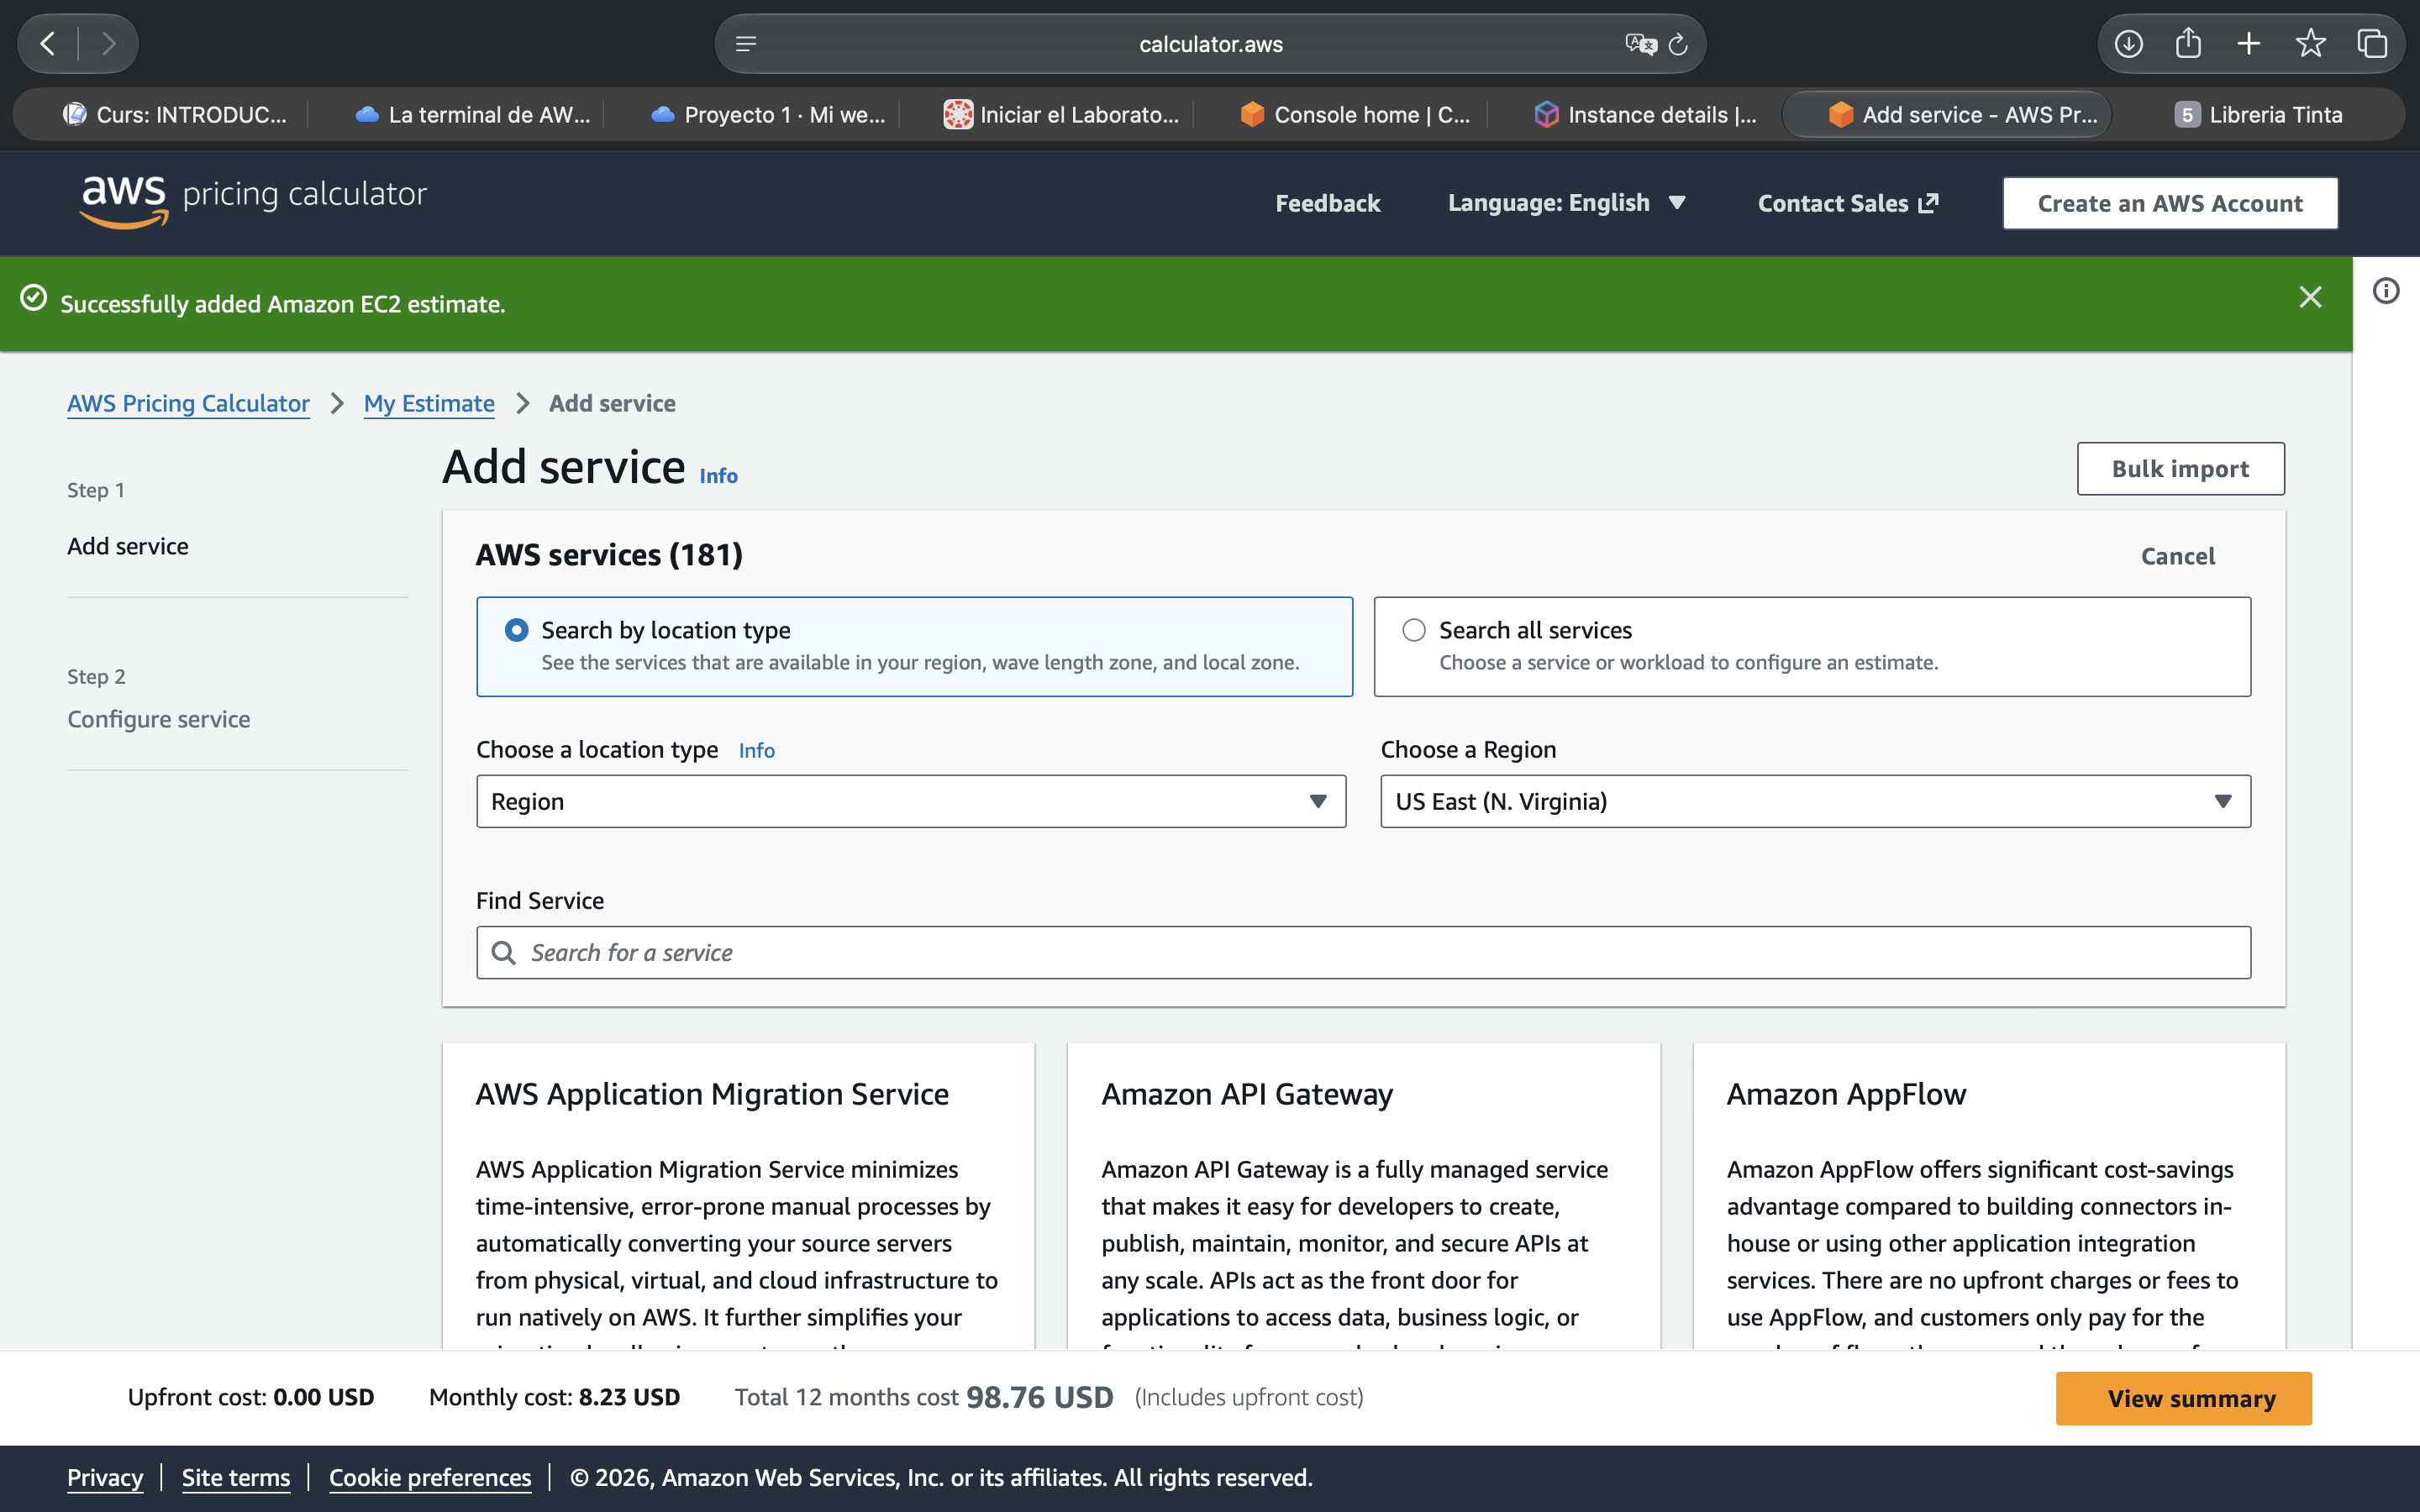 calculator.aws
Curs: INTRODUC...
La terminal de AW...
Proyecto 1 · Mi we...
Iniciar el Laborato...
Console home | C...
Instance details |...
Add service - AWS Pr...
5 Libreria Tinta
aws pricing calculator
Feedback
Language: English
Contact Sales
Create an AWS Account
Successfully added Amazon EC2 estimate.
AWS Pricing Calculator
My Estimate
Add service
Step 1
Add service
Step 2
Configure service
Add service Info
Bulk import
AWS services (181)
Cancel
Search by location type
See the services that are available in your region, wave length zone, and local zone.
Search all services
Choose a service or workload to configure an estimate.
Choose a location type Info
Region
Choose a Region
US East (N. Virginia)
Find Service
Search for a service
AWS Application Migration Service
AWS Application Migration Service minimizes
time-intensive, error-prone manual processes by
automatically converting your source servers
from physical, virtual, and cloud infrastructure to
run natively on AWS. It further simplifies your
Amazon API Gateway
Amazon API Gateway is a fully managed service
that makes it easy for developers to create,
publish, maintain, monitor, and secure APIs at
any scale. APIs act as the front door for
applications to access data, business logic, or
Amazon AppFlow
Amazon AppFlow offers significant cost-savings
advantage compared to building connectors in-
house or using other application integration
services. There are no upfront charges or fees to
use AppFlow, and customers only pay for the
Upfront cost: 0.00 USD
Monthly cost: 8.23 USD
Total 12 months cost 98.76 USD (Includes upfront cost)
View summary
Privacy
Site terms
Cookie preferences
© 2026, Amazon Web Services, Inc. or its affiliates. All rights reserved.